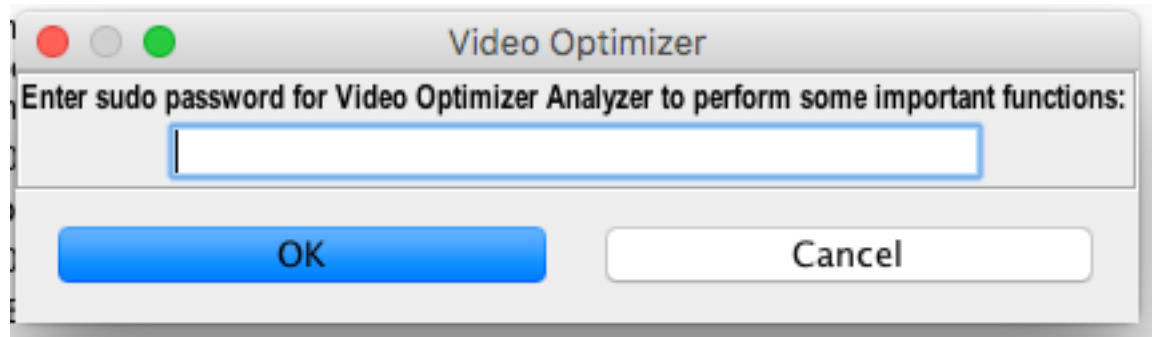 Video Optimizer
Enter sudo password for Video Optimizer Analyzer to perform some important functions:
OK
Cancel